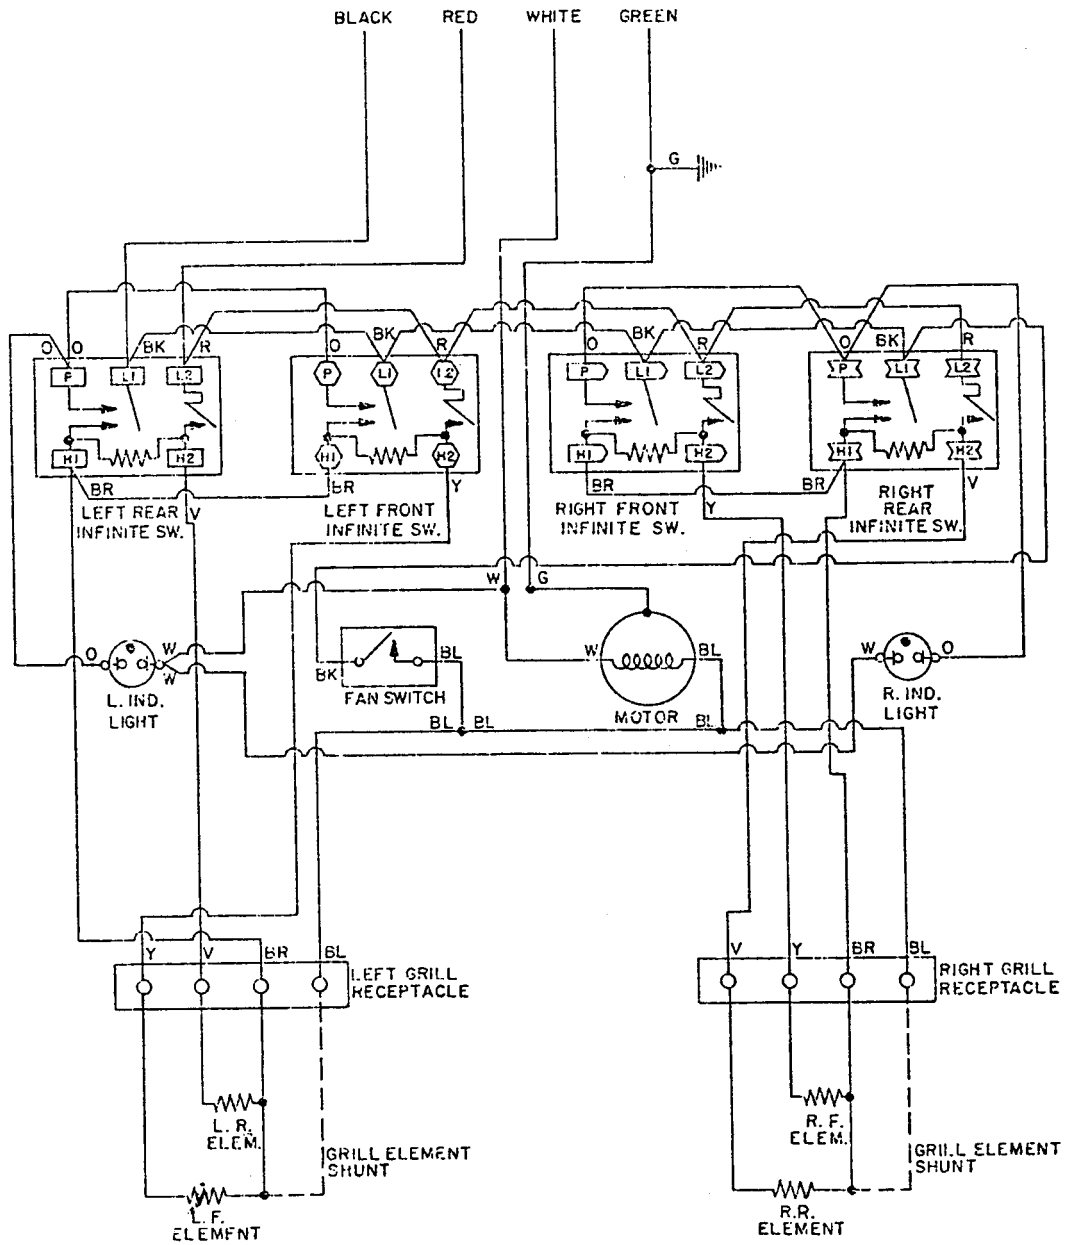 BLACK RED WHITE GREEN
G
O O BK R O BK R O BK R O BK R
P L1 L2 P L1 L2 P L1 L2 P L1 L2
H1 H2 H1 H2 H1 H2 H1 H2
BR V BR Y BR Y BR V
LEFT REAR
INFINITE SW.
LEFT FRONT
INFINITE SW.
RIGHT FRONT
INFINITE SW.
RIGHT
REAR
INFINITE SW.
W G
O W
W
L. IND.
LIGHT
BK BL
FAN SWITCH
W BL
MOTOR
W O
R. IND.
LIGHT
BL BL BL
Y V BR BL
LEFT GRILL
RECEPTACLE
V Y BR BL
RIGHT GRILL
RECEPTACLE
L. R.
ELEM.
R. F.
ELEM.
GRILL ELEMENT
SHUNT
GRILL ELEMENT
SHUNT
L. F.
ELEMENT
R.R.
ELEMENT